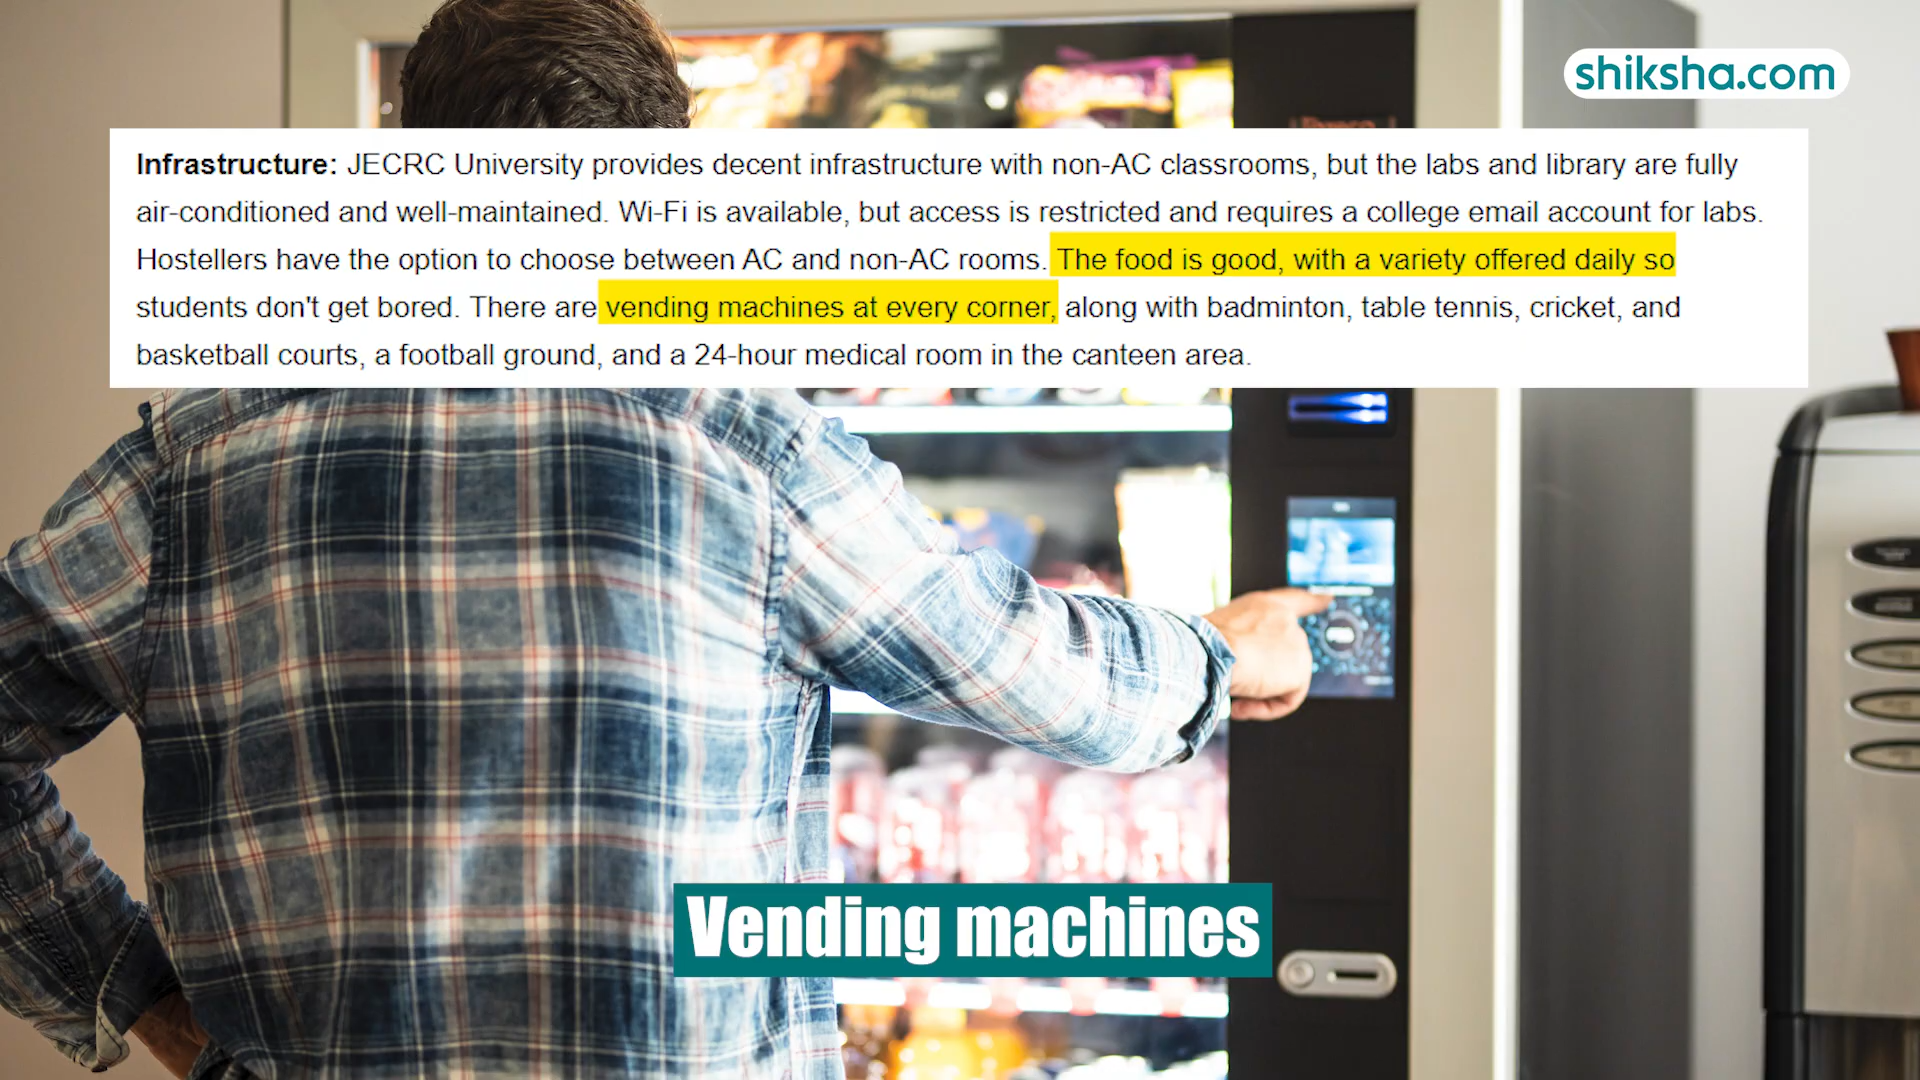 shiksha.com
Infrastructure: JECRC University provides decent infrastructure with non-AC classrooms, but the labs and library are fully
air-conditioned and well-maintained. Wi-Fi is available, but access is restricted and requires a college email account for labs.
Hostellers have the option to choose between AC and non-AC rooms. The food is good, with a variety offered daily so
students don't get bored. There are vending machines at every corner, along with badminton, table tennis, cricket, and
basketball courts, a football ground, and a 24-hour medical room in the canteen area.
Vending machines